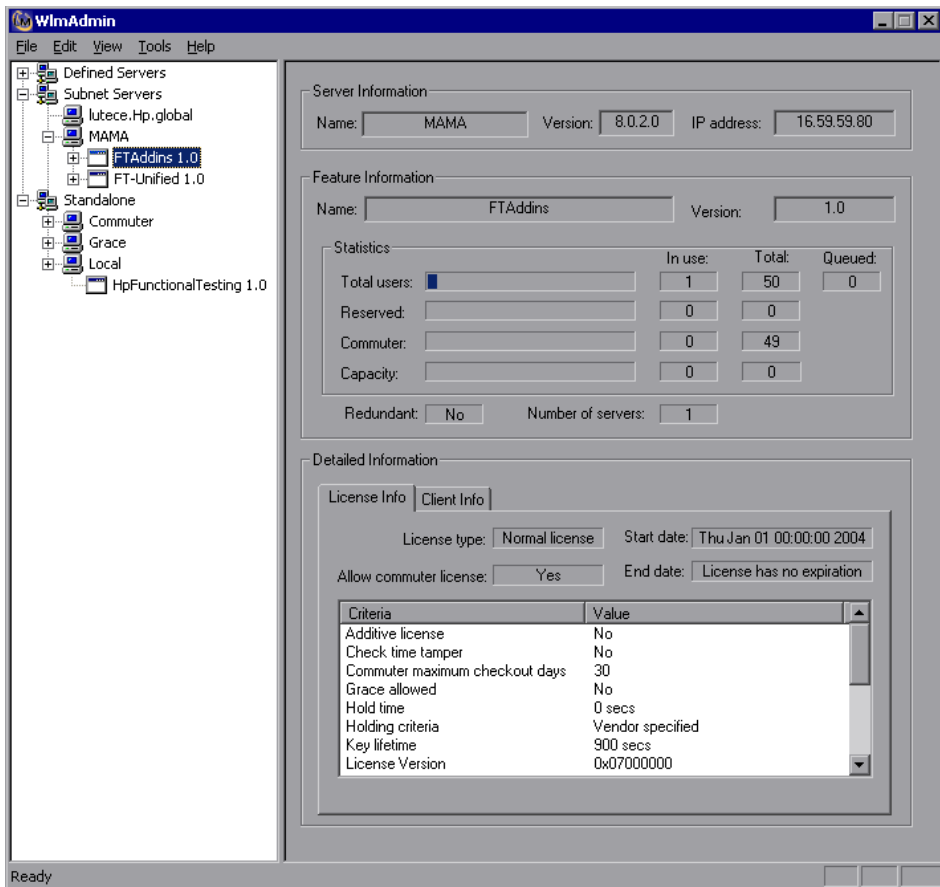 WlmAdmin
File Edit View Tools Help
Defined Servers
Subnet Servers
lutece.Hp.global
MAMA
FTAddins 1.0
FT-Unified 1.0
Standalone
Commuter
Grace
Local
HpFunctionalTesting 1.0
Server Information
Name: MAMA Version: 8.0.2.0 IP address: 16.59.59.80
Feature Information
Name: FTAddins Version: 1.0
Statistics
In use: Total: Queued:
Total users: 1 50 0
Reserved: 0 0
Commuter: 0 49
Capacity: 0 0
Redundant: No Number of servers: 1
Detailed Information
License Info Client Info
License type: Normal license Start date: Thu Jan 01 00:00:00 2004
Allow commuter license: Yes End date: License has no expiration
Criteria Value
Additive license No
Check time tamper No
Commuter maximum checkout days 30
Grace allowed No
Hold time 0 secs
Holding criteria Vendor specified
Key lifetime 900 secs
License Version 0x07000000
Ready